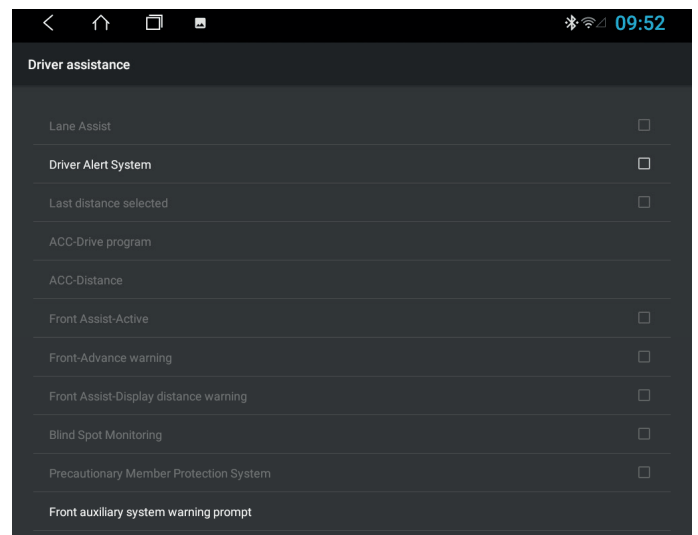 09:52
Driver assistance
Lane Assist
Driver Alert System
Last distance selected
ACC-Drive program
ACC-Distance
Front Assist-Active
Front-Advance warning
Front Assist-Display distance warning
Blind Spot Monitoring
Precautionary Member Protection System
Front auxiliary system warning prompt